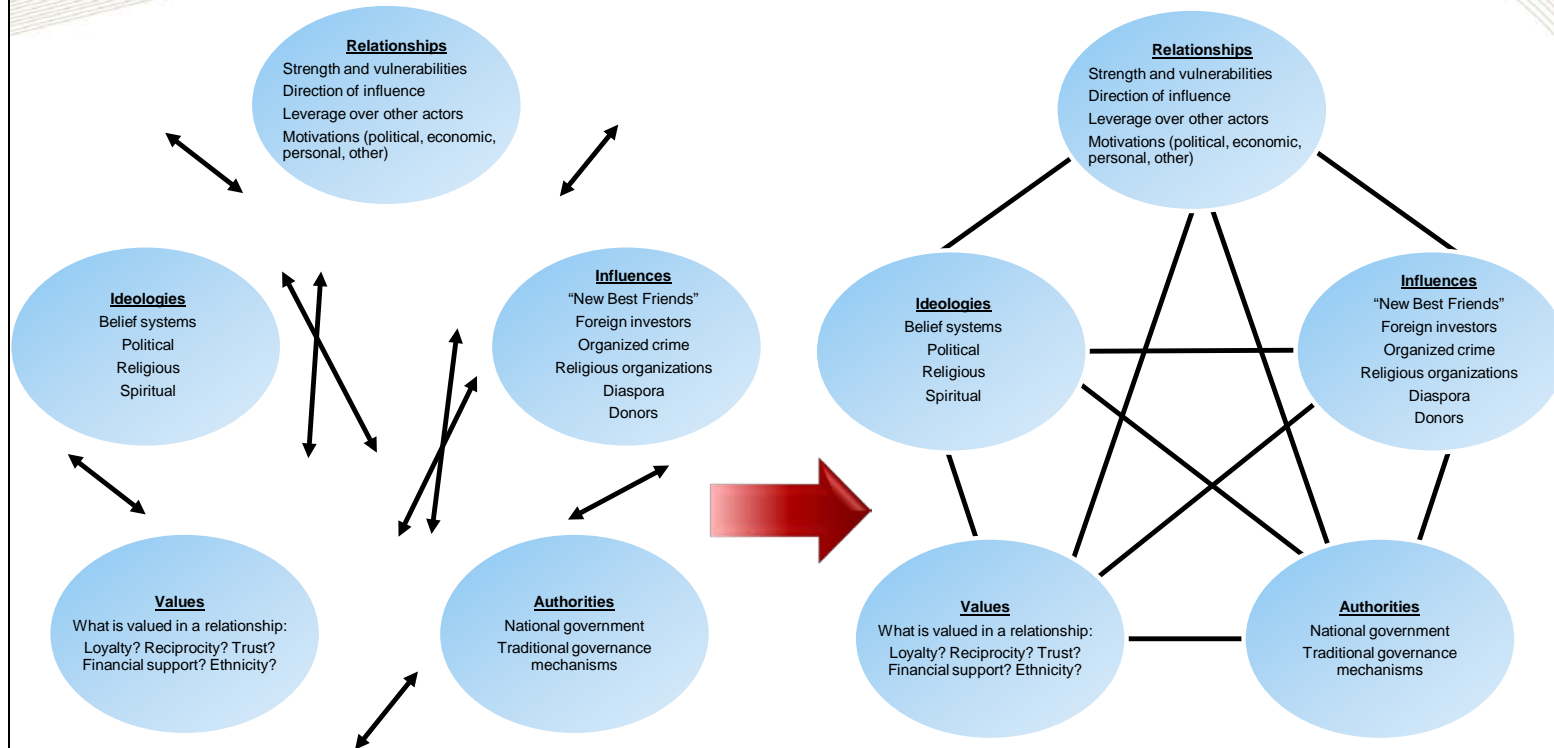 Relationships
Strength and vulnerabilities
Direction of influence
Leverage over other actors
Motivations (political, economic,
personal, other)
Ideologies
Belief systems
Political
Religious
Spiritual
Influences
“New Best Friends”
Foreign investors
Organized crime
Religious organizations
Diaspora
Donors
Values
What is valued in a relationship:
Loyalty? Reciprocity? Trust?
Financial support? Ethnicity?
Authorities
National government
Traditional governance
mechanisms
Relationships
Strength and vulnerabilities
Direction of influence
Leverage over other actors
Motivations (political, economic,
personal, other)
Ideologies
Belief systems
Political
Religious
Spiritual
Influences
“New Best Friends”
Foreign investors
Organized crime
Religious organizations
Diaspora
Donors
Values
What is valued in a relationship:
Loyalty? Reciprocity? Trust?
Financial support? Ethnicity?
Authorities
National government
Traditional governance
mechanisms